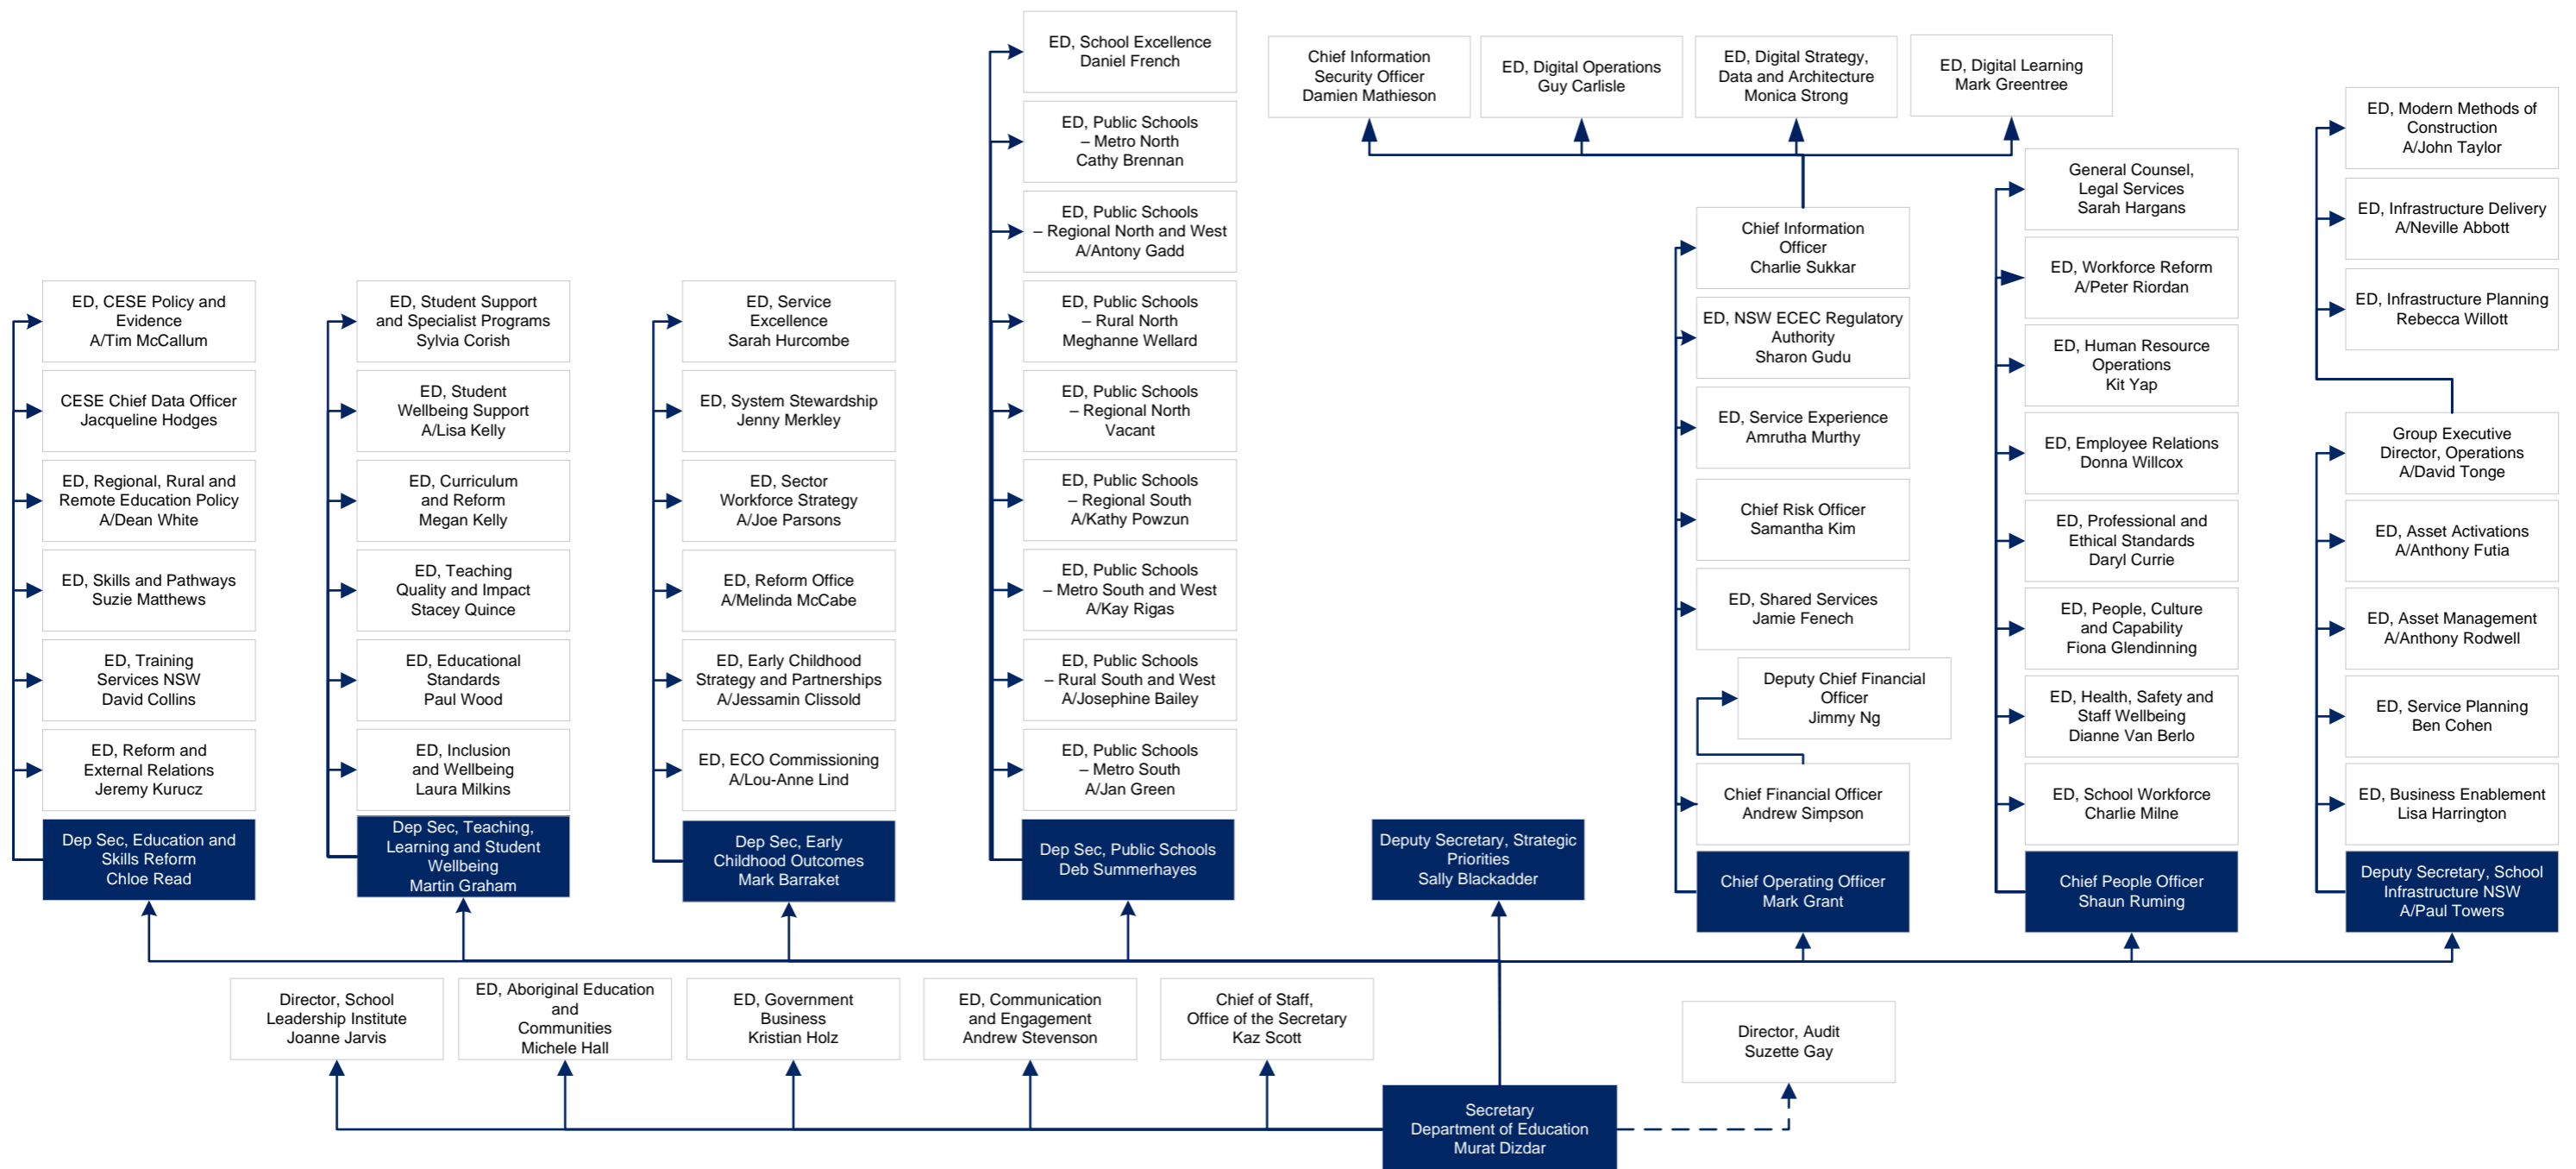 ED, CESE Policy and
Evidence
A/Tim McCallum
CESE Chief Data Officer
Jacqueline Hodges
ED, Regional, Rural and
Remote Education Policy
A/Dean White
ED, Skills and Pathways
Suzie Matthews
ED, Training
Services NSW
David Collins
ED, Reform and
External Relations
Jeremy Kurucz
Dep Sec, Education and
Skills Reform
Chloe Read
ED, Student Support
and Specialist Programs
Sylvia Corish
ED, Student
Wellbeing Support
A/Lisa Kelly
ED, Curriculum
and Reform
Megan Kelly
ED, Teaching
Quality and Impact
Stacey Quince
ED, Educational
Standards
Paul Wood
ED, Inclusion
and Wellbeing
Laura Milkins
Dep Sec, Teaching,
Learning and Student
Wellbeing
Martin Graham
ED, Service
Excellence
Sarah Hurcombe
ED, System Stewardship
Jenny Merkley
ED, Sector
Workforce Strategy
A/Joe Parsons
ED, Reform Office
A/Melinda McCabe
ED, Early Childhood
Strategy and Partnerships
A/Jessamin Clissold
ED, ECO Commissioning
A/Lou-Anne Lind
Dep Sec, Early
Childhood Outcomes
Mark Barraket
ED, School Excellence
Daniel French
ED, Public Schools
– Metro North
Cathy Brennan
ED, Public Schools
– Regional North and West
A/Antony Gadd
ED, Public Schools
– Rural North
Meghanne Wellard
ED, Public Schools
– Regional North
Vacant
ED, Public Schools
– Regional South
A/Kathy Powzun
ED, Public Schools
– Metro South and West
A/Kay Rigas
ED, Public Schools
– Rural South and West
A/Josephine Bailey
ED, Public Schools
– Metro South
A/Jan Green
Dep Sec, Public Schools
Deb Summerhayes
Deputy Secretary, Strategic
Priorities
Sally Blackadder
Chief Information
Security Officer
Damien Mathieson
ED, Digital Operations
Guy Carlisle
ED, Digital Strategy,
Data and Architecture
Monica Strong
ED, Digital Learning
Mark Greentree
Chief Information
Officer
Charlie Sukkar
ED, NSW ECEC Regulatory
Authority
Sharon Gudu
ED, Service Experience
Amrutha Murthy
Chief Risk Officer
Samantha Kim
ED, Shared Services
Jamie Fenech
Deputy Chief Financial
Officer
Jimmy Ng
Chief Financial Officer
Andrew Simpson
Chief Operating Officer
Mark Grant
General Counsel,
Legal Services
Sarah Hargans
ED, Workforce Reform
A/Peter Riordan
ED, Human Resource
Operations
Kit Yap
ED, Employee Relations
Donna Willcox
ED, Professional and
Ethical Standards
Daryl Currie
ED, People, Culture
and Capability
Fiona Glendinning
ED, Health, Safety and
Staff Wellbeing
Dianne Van Berlo
ED, School Workforce
Charlie Milne
Chief People Officer
Shaun Ruming
ED, Modern Methods of
Construction
A/John Taylor
ED, Infrastructure Delivery
A/Neville Abbott
ED, Infrastructure Planning
Rebecca Willott
Group Executive
Director, Operations
A/David Tonge
ED, Asset Activations
A/Anthony Futia
ED, Asset Management
A/Anthony Rodwell
ED, Service Planning
Ben Cohen
ED, Business Enablement
Lisa Harrington
Deputy Secretary, School
Infrastructure NSW
A/Paul Towers
Director, School
Leadership Institute
Joanne Jarvis
ED, Aboriginal Education
and
Communities
Michele Hall
ED, Government
Business
Kristian Holz
ED, Communication
and Engagement
Andrew Stevenson
Chief of Staff,
Office of the Secretary
Kaz Scott
Director, Audit
Suzette Gay
Secretary
Department of Education
Murat Dizdar